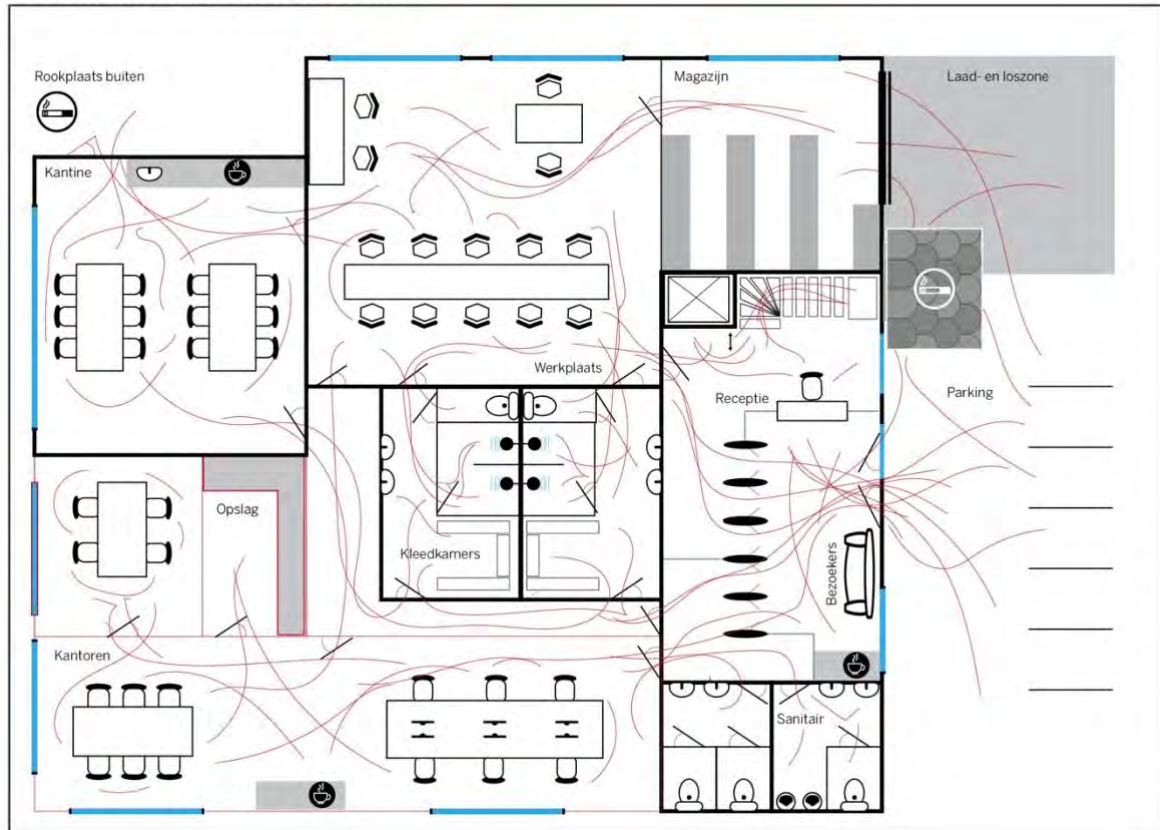 Rookplaats buiten
Magazijn
Laad- en loszone
Kantine
Werkplaats
Receptie
Parking
Opslag
Kleedkamers
Bezoekers
Kantoren
Sanitair